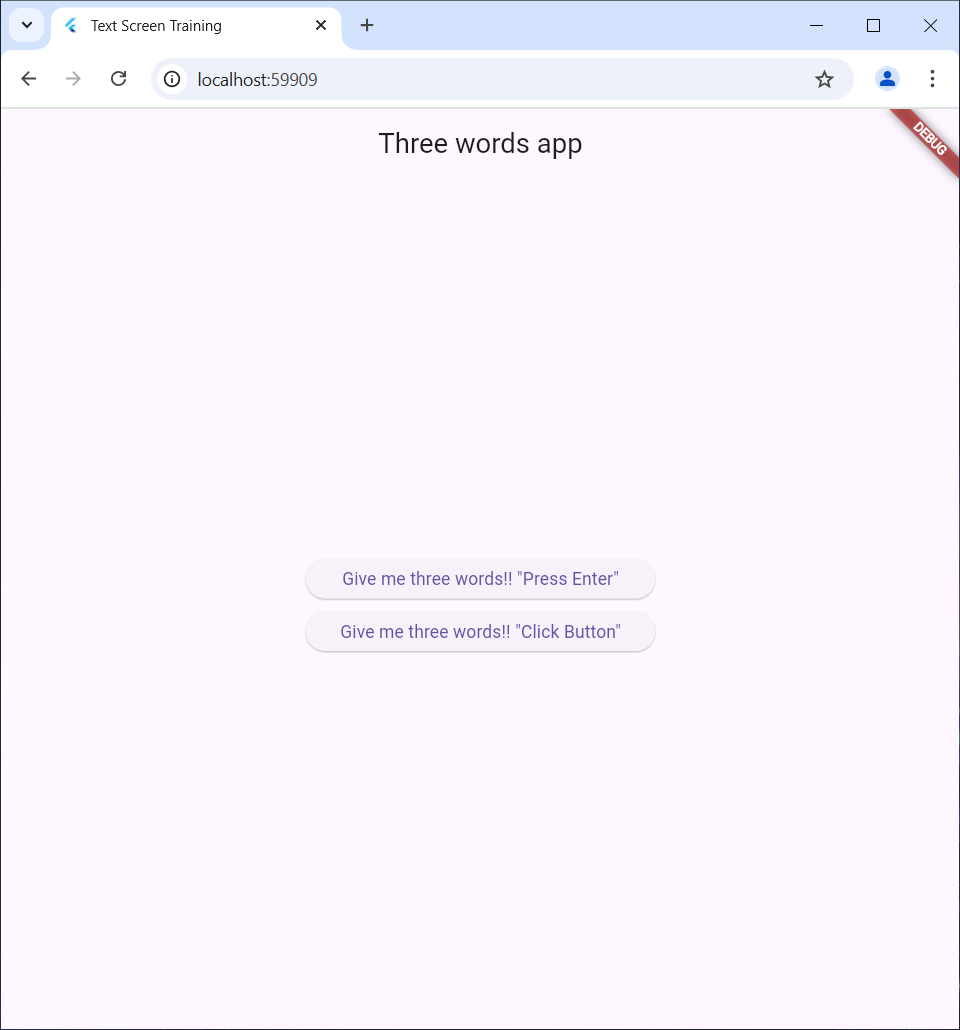 Text Screen Training
localhost:59909
DEBUG
Three words app
Give me three words!! "Press Enter"
Give me three words!! "Click Button"